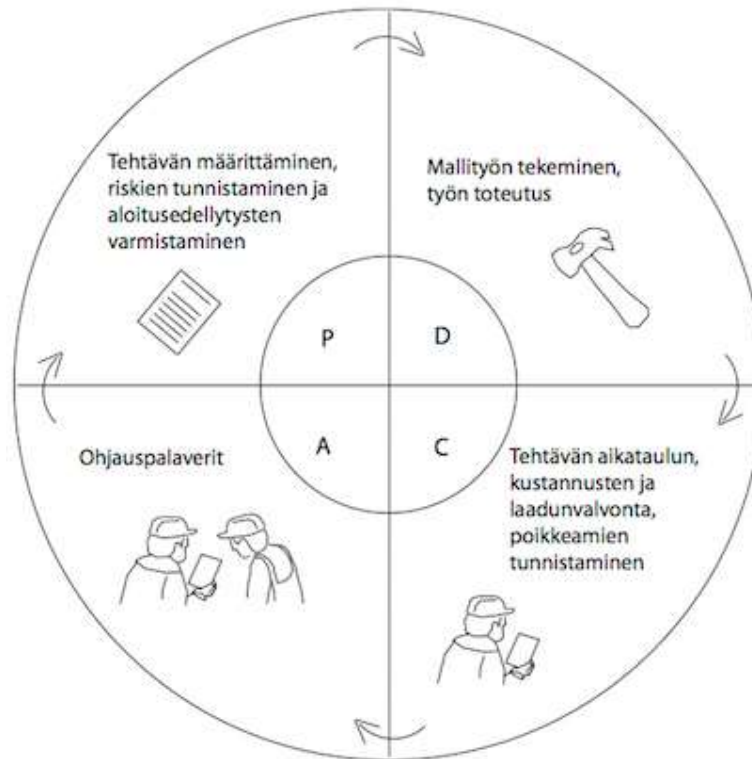 Tehtävän määrittäminen,
riskien tunnistaminen ja
aloitusedellytysten
varmistaminen
P
Mallityön tekeminen,
työn toteutus
D
Tehtävän aikataulun,
kustannusten ja
laadunvalvonta,
poikkeamien
tunnistaminen
C
Ohjauspalaverit
A